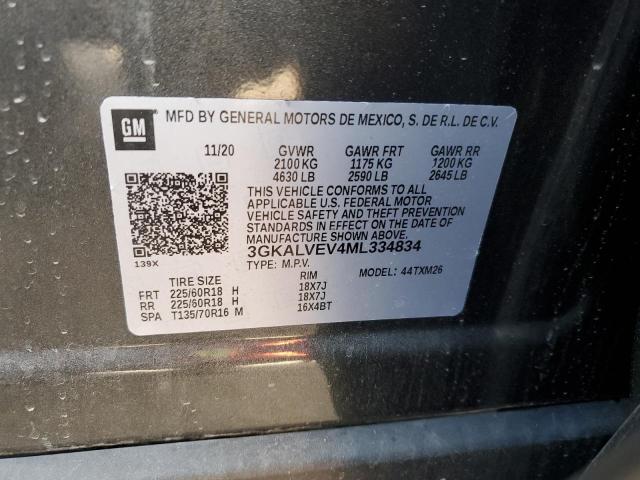 GM
MFD BY GENERAL MOTORS DE MEXICO, S. DE R.L. DE C.V.
11/20 GVWR GAWR FRT GAWR RR
2100 KG 1175 KG 1200 KG
4630 LB 2590 LB 2645 LB
THIS VEHICLE CONFORMS TO ALL
APPLICABLE U.S. FEDERAL MOTOR
VEHICLE SAFETY AND THEFT PREVENTION
STANDARDS IN EFFECT ON THE DATE OF
MANUFACTURE SHOWN ABOVE.
3GKALVEV4ML334834
139X TYPE: M.P.V. MODEL: 44TXM26
TIRE SIZE RIM
FRT 225/60R18 H 18X7J
RR 225/60R18 H 18X7J
SPA T135/70R16 M 16X4BT